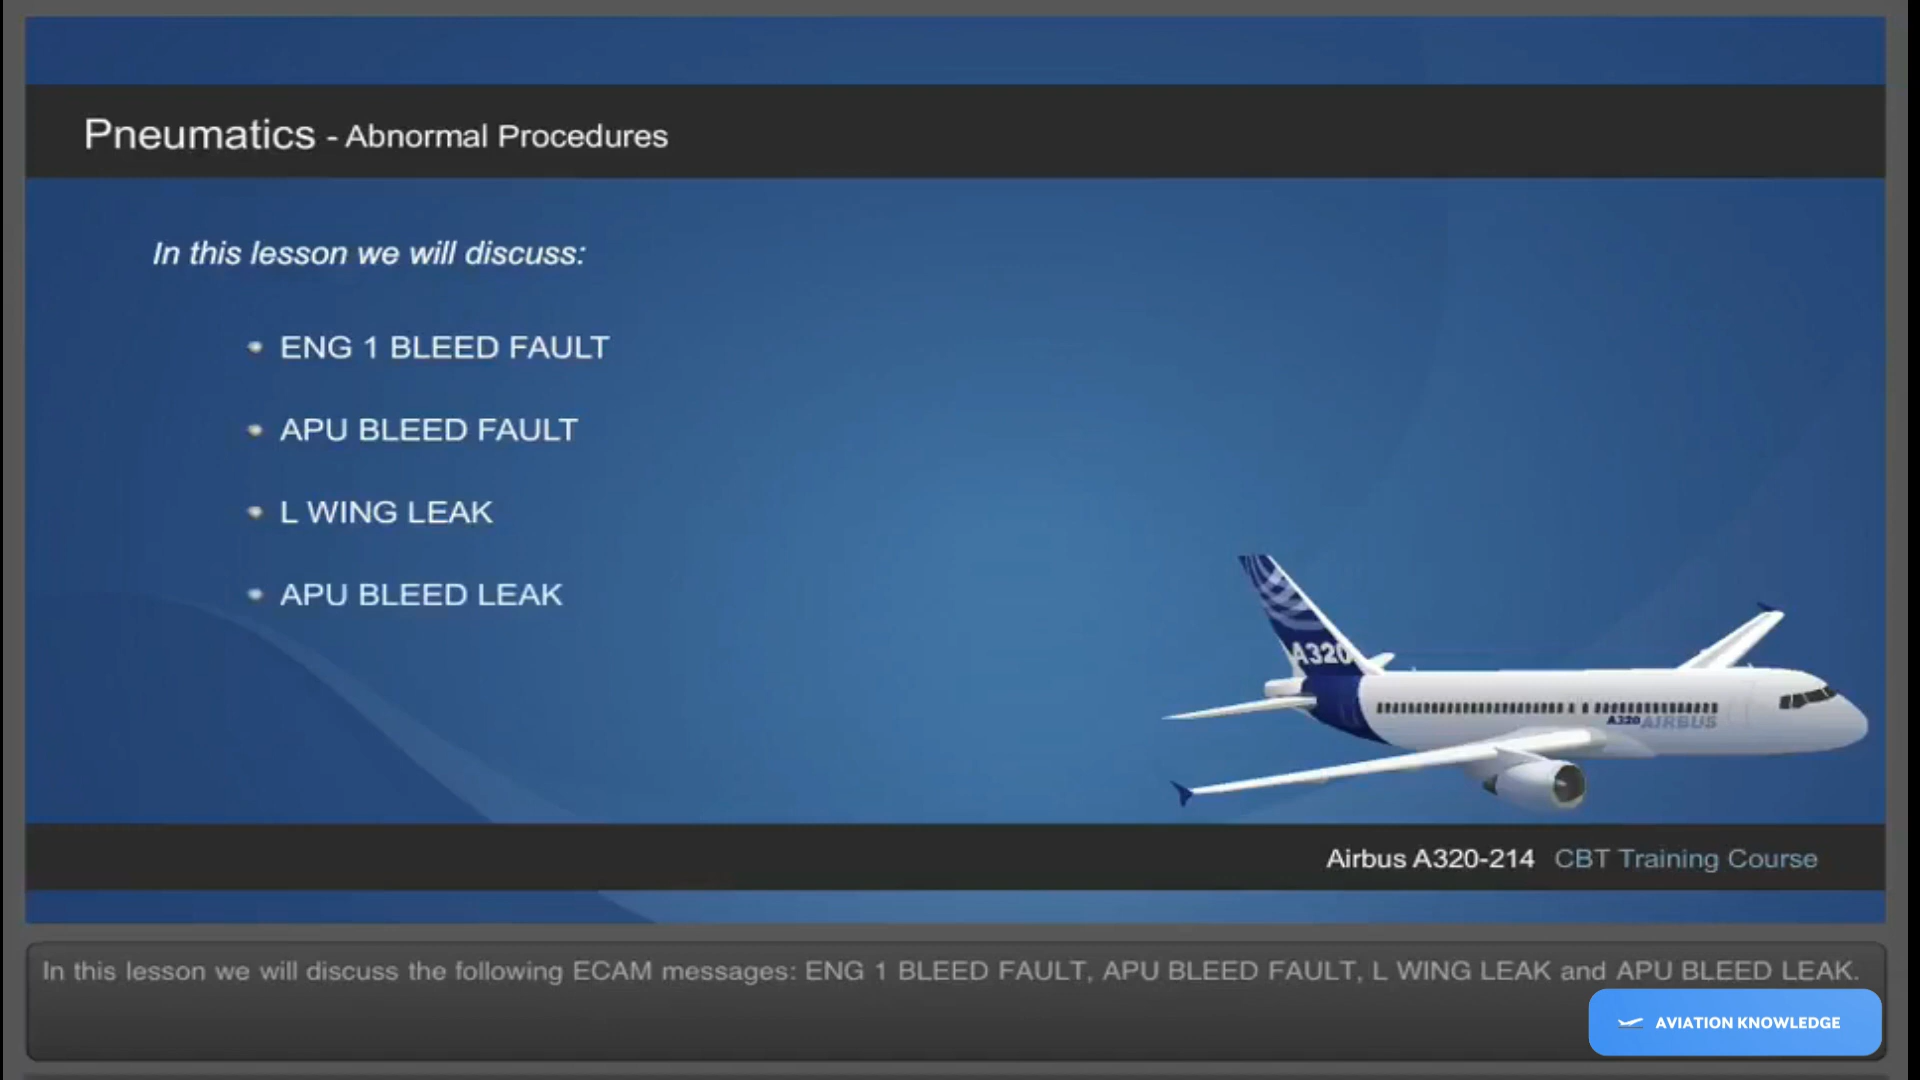 Pneumatics - Abnormal Procedures
In this lesson we will discuss:
ENG 1 BLEED FAULT
APU BLEED FAULT
L WING LEAK
APU BLEED LEAK
A320
A320 AIRBUS
Airbus A320-214 CBT Training Course
In this lesson we will discuss the following ECAM messages: ENG 1 BLEED FAULT, APU BLEED FAULT, L WING LEAK and APU BLEED LEAK.
AVIATION KNOWLEDGE